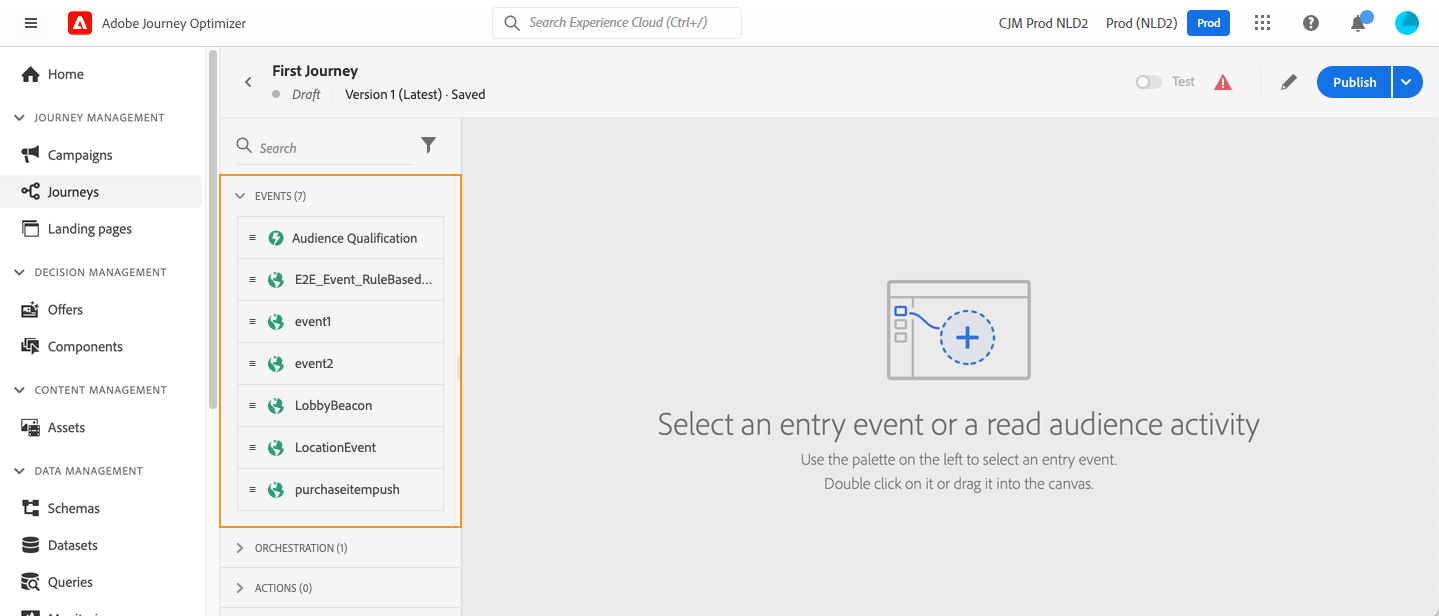 Adobe Journey Optimizer
Search Experience Cloud (Ctrl+/)
CJM Prod NLD2 Prod (NLD2) Prod
Home
JOURNEY MANAGEMENT
Campaigns
Journeys
Landing pages
DECISION MANAGEMENT
Offers
Components
CONTENT MANAGEMENT
Assets
DATA MANAGEMENT
Schemas
Datasets
Queries
First Journey
Draft Version 1 (Latest) · Saved
Test
Publish
Search
EVENTS (7)
Audience Qualification
E2E_Event_RuleBased...
event1
event2
LobbyBeacon
LocationEvent
purchaseitempush
ORCHESTRATION (1)
ACTIONS (0)
Select an entry event or a read audience activity
Use the palette on the left to select an entry event.
Double click on it or drag it into the canvas.